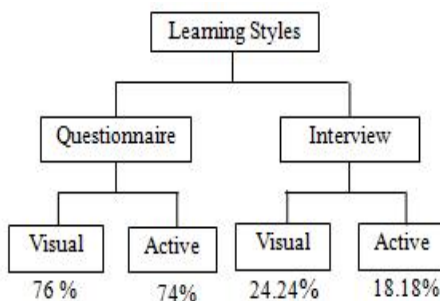 Learning Styles
Questionnaire Interview
Visual Active Visual Active
76 % 74% 24.24% 18.18%